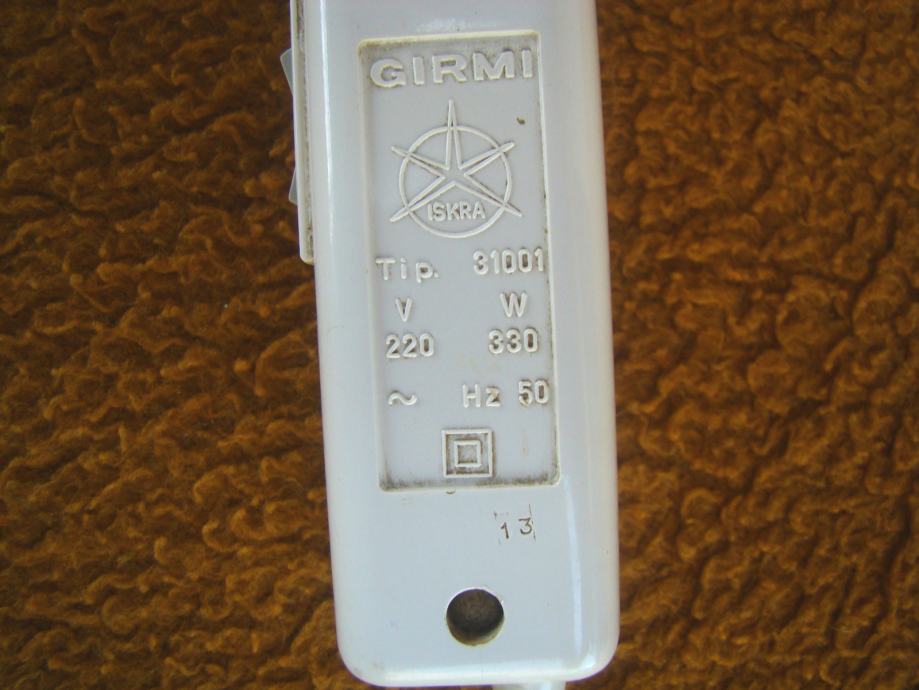 GIRMI
ISKRA
Tip. 31001
V W
220 330
~ Hz 50
13